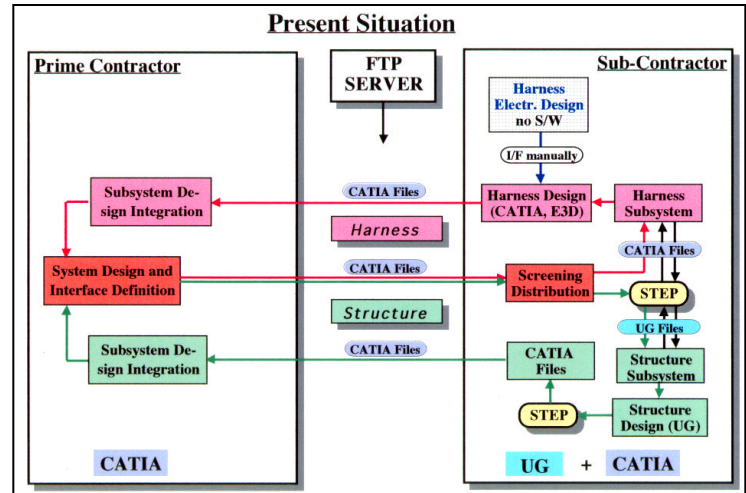 Present Situation
Prime Contractor
FTP
SERVER
Sub-Contractor
Harness
Electr. Design
no S/W
I/F manually
Subsystem De-
sign Integration
CATIA Files
Harness Design
(CATIA, E3D)
Harness
Subsystem
Harness
CATIA Files
System Design and
Interface Definition
CATIA Files
Screening
Distribution
STEP
Structure
UG Files
Subsystem De-
sign Integration
CATIA Files
CATIA
Files
Structure
Subsystem
STEP
Structure
Design (UG)
CATIA
UG + CATIA